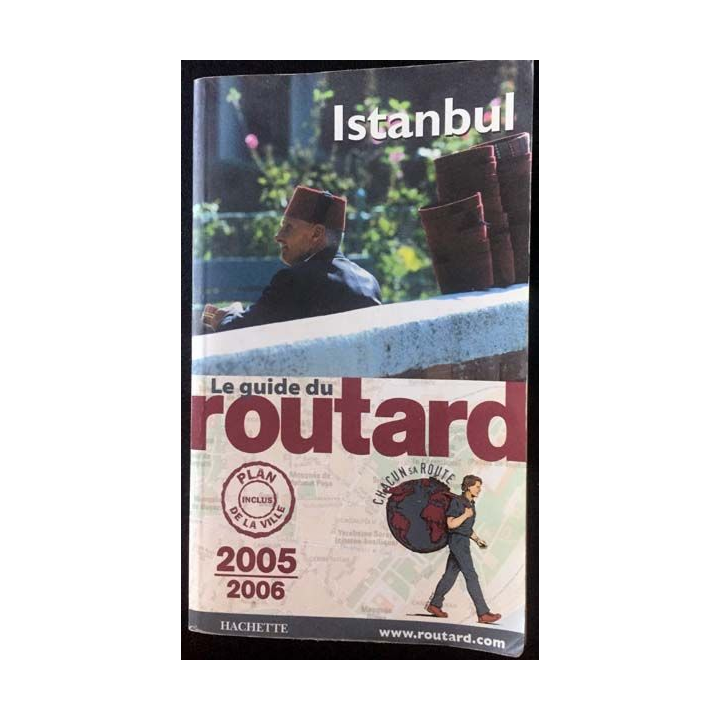 Istanbul
Le guide du
routard
PLAN
INCLUS
DE LA VILLE
CHACUN SA ROUTE
2005
2006
HACHETTE
www.routard.com